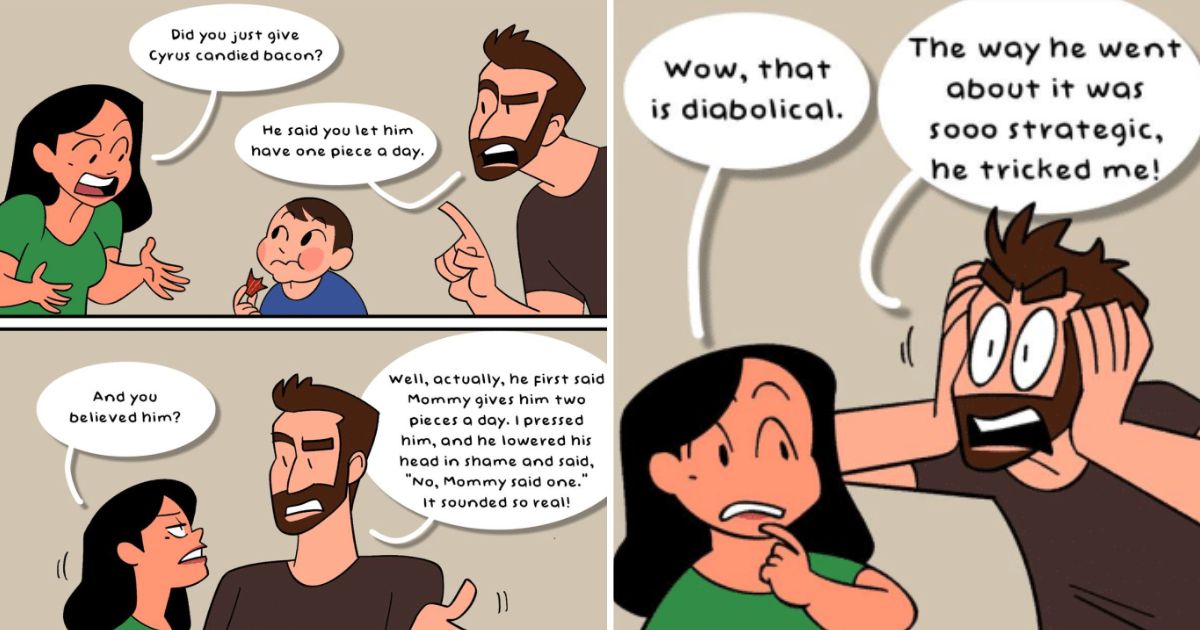 Did you just give
Cyrus candied bacon?
He said you let him
have one piece a day.
And you
believed him?
Well, actually, he first said
Mommy gives him two
pieces a day. I pressed
him, and he lowered his
head in shame and said,
"No, Mommy said one."
It sounded so real!
Wow, that
is diabolical.
The way he went
about it was
sooo strategic,
he tricked me!